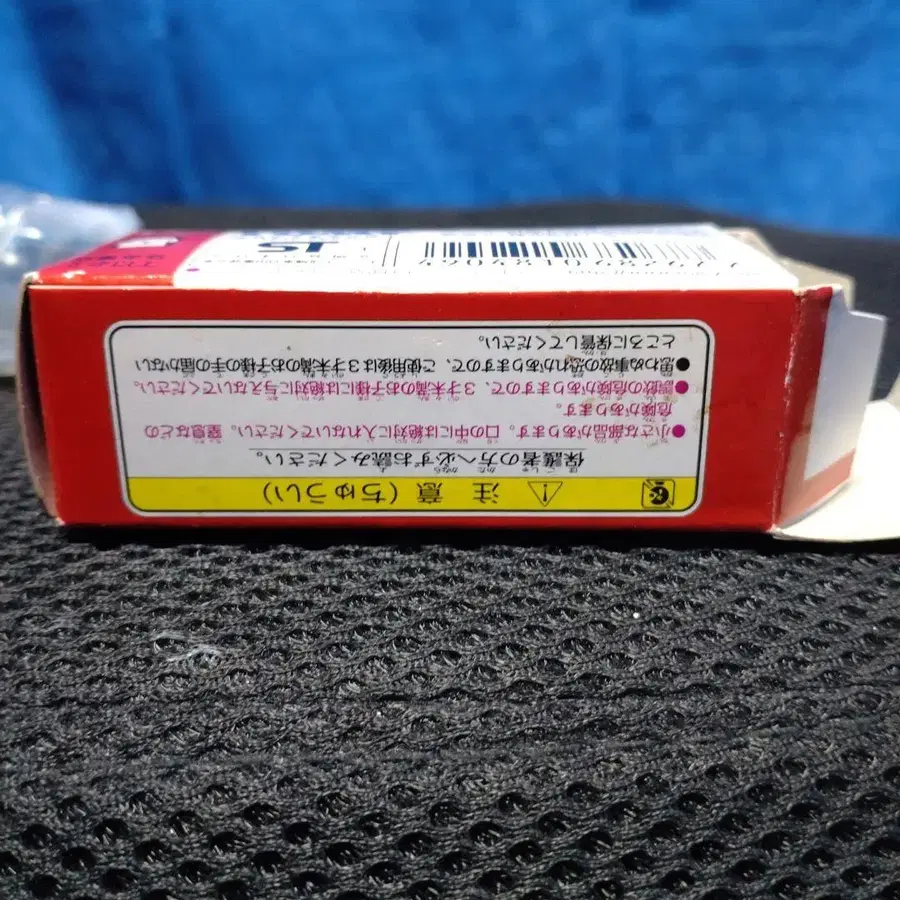 注意(ちゅうい)
保護者の方へ必ずお読みください。
●小さな部品があります。口の中には絶対に入れないでください。窒息などの
危険があります。
●誤飲の危険がありますので、3才未満のお子様には絶対に与えないでください。
●思わぬ事故の恐れがありますので、ご使用後は3才未満のお子様の手の届かない
ところに保管してください。
ST